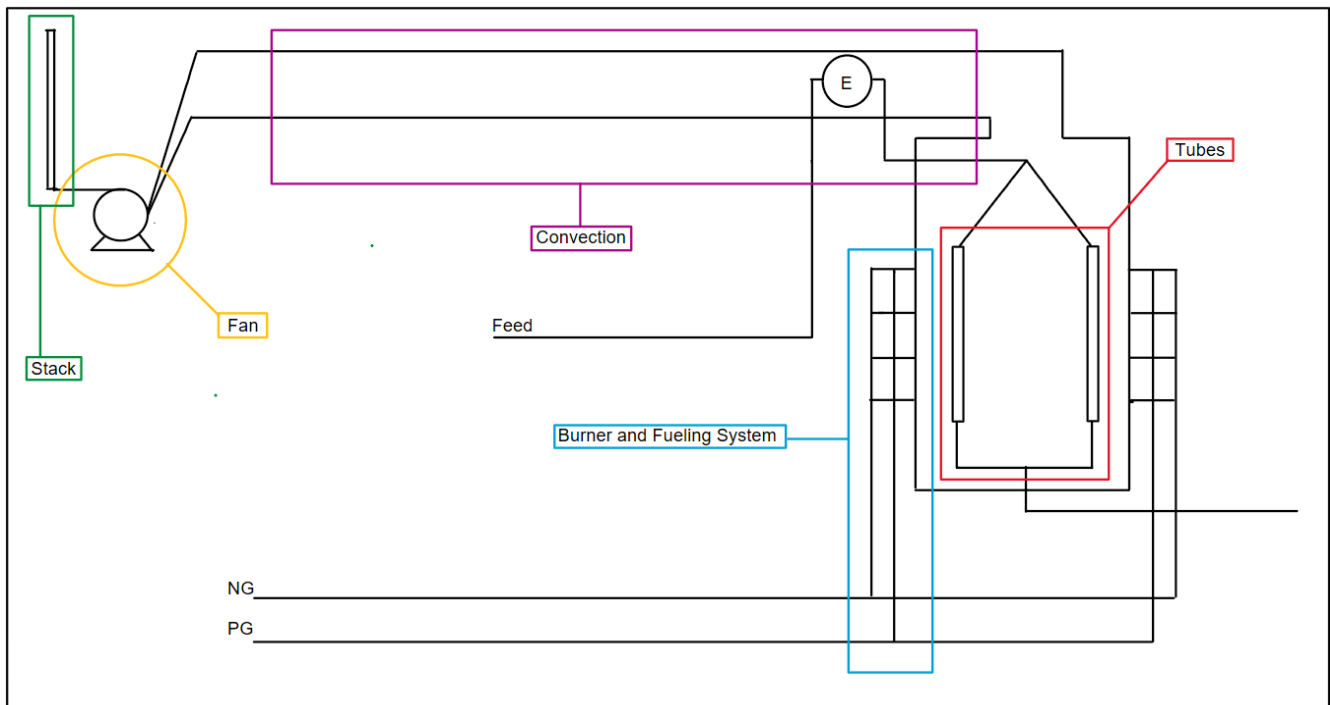 E
Tubes
Convection
Feed
Fan
Stack
Burner and Fueling System
NG
PG